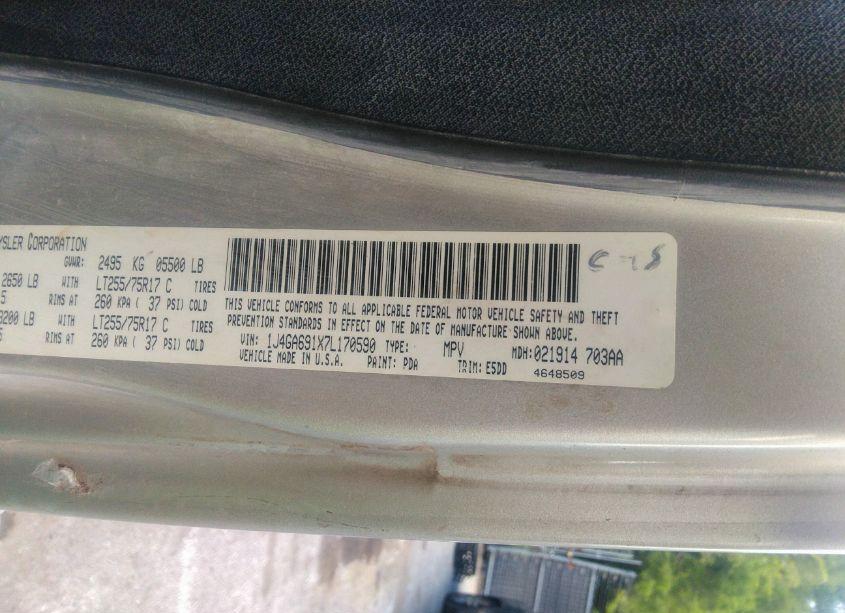 YSLER CORPORATION
GVWR: 2495 KG 05500 LB
2650 LB WITH LT255/75R17 C TIRES
5 RIMS AT 260 KPA ( 37 PSI) COLD
3200 LB WITH LT255/75R17 C TIRES
RIMS AT 260 KPA ( 37 PSI) COLD
THIS VEHICLE CONFORMS TO ALL APPLICABLE FEDERAL MOTOR VEHICLE SAFETY AND THEFT
PREVENTION STANDARDS IN EFFECT ON THE DATE OF MANUFACTURE SHOWN ABOVE.
VIN: 1J4GA691X7L170590 TYPE: MPV MDH: 021914 703AA
VEHICLE MADE IN U.S.A. PAINT: PDA TRIM: E5DD 4648509